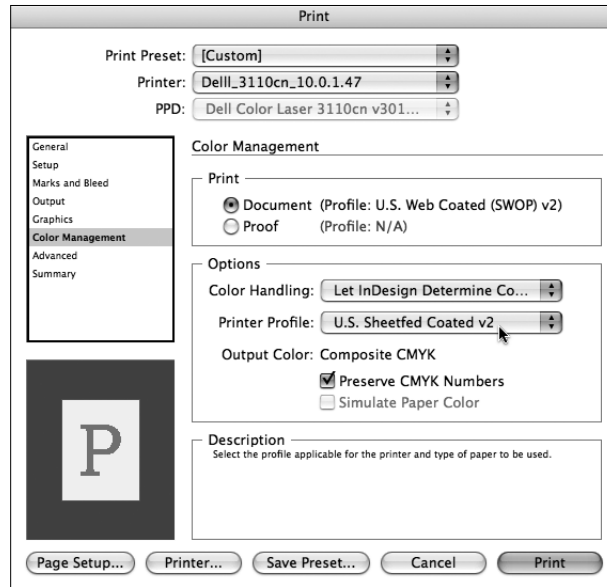 Print
Print Preset: [Custom]
Printer: Delll_3110cn_10.0.1.47
PPD: Dell Color Laser 3110cn v301...
General
Setup
Marks and Bleed
Output
Graphics
Color Management
Advanced
Summary
Color Management
Print
Document (Profile: U.S. Web Coated (SWOP) v2)
Proof (Profile: N/A)
Options
Color Handling: Let InDesign Determine Co...
Printer Profile: U.S. Sheetfed Coated v2
Output Color: Composite CMYK
Preserve CMYK Numbers
Simulate Paper Color
Description
Select the profile applicable for the printer and type of paper to be used.
P
Page Setup... Printer... Save Preset... Cancel Print